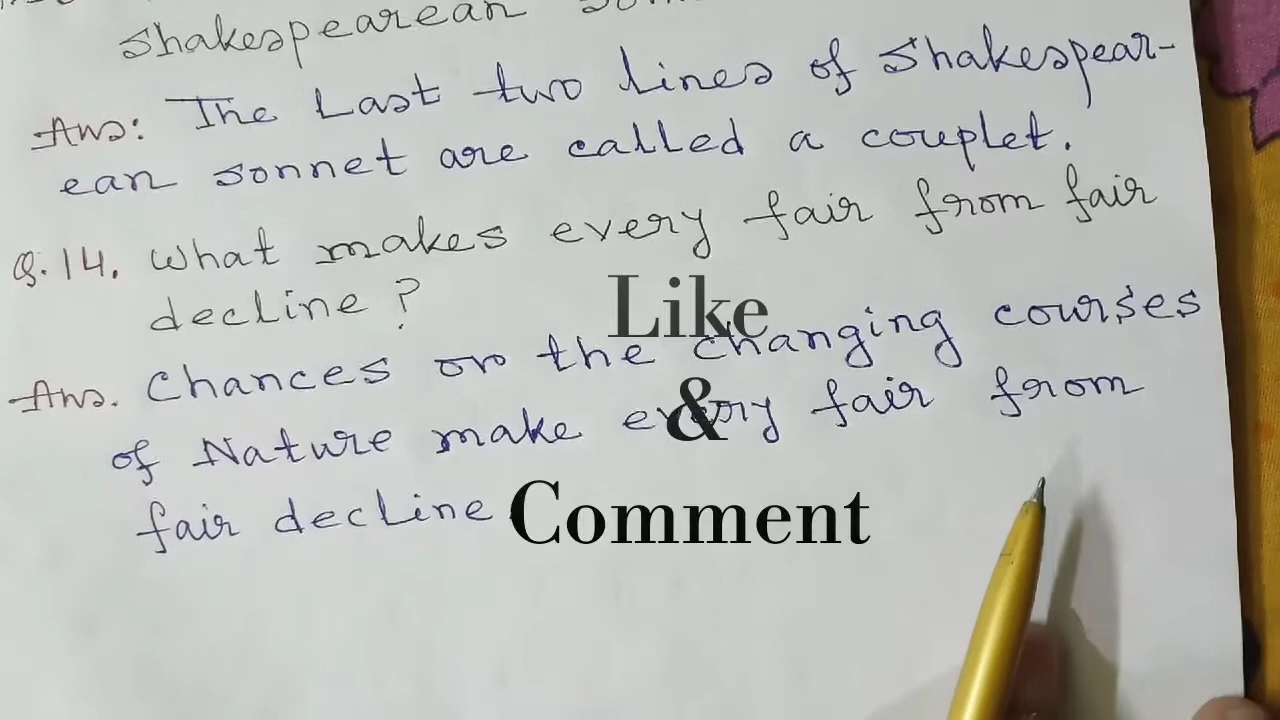 Shakespearean
Ans: The Last two lines of Shakespear-
ean sonnet are called a couplet.
Q.14. What makes every fair from fair
decline?
Ans. Chances or the changing courses
of Nature make every fair from
fair decline
Like
&
Comment